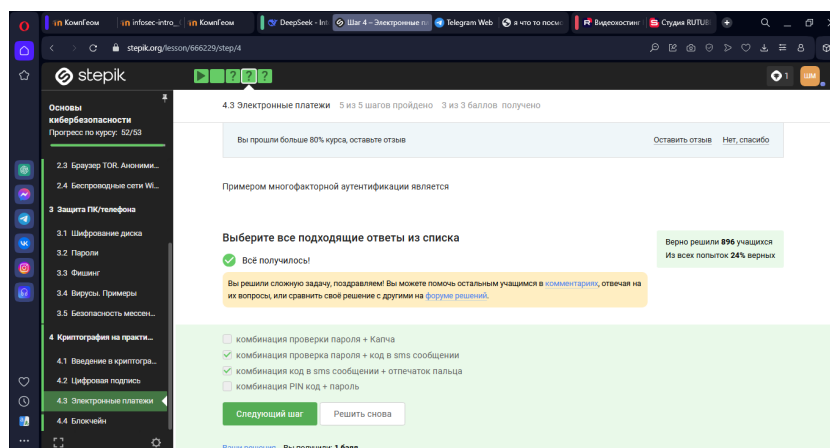 КомпГеом
infosec-intro_
КомпГеом
DeepSeek - Int
Шаг 4 – Электронные п
Telegram Web
я что то посмо
Видеохостинг
Студия RUTUB
stepik.org/lesson/666229/step/4
stepik
?
?
?
1
ШМ
Основы
кибербезопасности
Прогресс по курсу: 52/53
2.3 Браузер TOR. Аноними...
2.4 Беспроводные сети Wi...
3 Защита ПК/телефона
3.1 Шифрование диска
3.2 Пароли
3.3 Фишинг
3.4 Вирусы. Примеры
3.5 Безопасность мессен...
4 Криптография на практи...
4.1 Введение в криптогра...
4.2 Цифровая подпись
4.3 Электронные платежи
4.4 Блокчейн
4.3 Электронные платежи 5 из 5 шагов пройдено 3 из 3 баллов получено
Вы прошли больше 80% курса, оставьте отзыв Оставить отзыв Нет, спасибо
Примером многофакторной аутентификации является
Выберите все подходящие ответы из списка
Верно решили 896 учащихся
Из всех попыток 24% верных
Всё получилось!
Вы решили сложную задачу, поздравляем! Вы можете помочь остальным учащимся в комментариях, отвечая на
их вопросы, или сравнить своё решение с другими на форуме решений.
комбинация проверки пароля + Капча
комбинация проверка пароля + код в sms сообщении
комбинация код в sms сообщении + отпечаток пальца
комбинация PIN код + пароль
Следующий шаг Решить снова
Ваши решения Вы получили: 1 балл